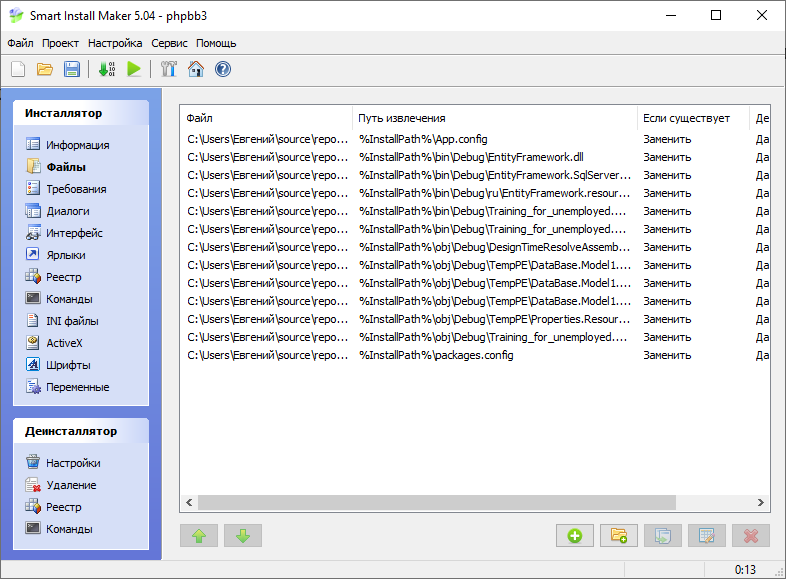 Smart Install Maker 5.04 - phpbb3
Файл Проект Настройка Сервис Помощь
Инсталлятор
Информация
Файлы
Требования
Диалоги
Интерфейс
Ярлыки
Реестр
Команды
INI файлы
ActiveX
Шрифты
Переменные
Деинсталлятор
Настройки
Удаление
Реестр
Команды
Файл Путь извлечения Если существует Де
C:\Users\Евгений\source\repo... %InstallPath%\App.config Заменить Да
C:\Users\Евгений\source\repo... %InstallPath%\bin\Debug\EntityFramework.dll Заменить Да
C:\Users\Евгений\source\repo... %InstallPath%\bin\Debug\EntityFramework.SqlServer... Заменить Да
C:\Users\Евгений\source\repo... %InstallPath%\bin\Debug\ru\EntityFramework.resour... Заменить Да
C:\Users\Евгений\source\repo... %InstallPath%\bin\Debug\Training_for_unemployed.... Заменить Да
C:\Users\Евгений\source\repo... %InstallPath%\bin\Debug\Training_for_unemployed.... Заменить Да
C:\Users\Евгений\source\repo... %InstallPath%\obj\Debug\DesignTimeResolveAssemb... Заменить Да
C:\Users\Евгений\source\repo... %InstallPath%\obj\Debug\TempPE\DataBase.Model1.... Заменить Да
C:\Users\Евгений\source\repo... %InstallPath%\obj\Debug\TempPE\DataBase.Model1.... Заменить Да
C:\Users\Евгений\source\repo... %InstallPath%\obj\Debug\TempPE\DataBase.Model1.... Заменить Да
C:\Users\Евгений\source\repo... %InstallPath%\obj\Debug\TempPE\Properties.Resour... Заменить Да
C:\Users\Евгений\source\repo... %InstallPath%\obj\Debug\Training_for_unemployed.... Заменить Да
C:\Users\Евгений\source\repo... %InstallPath%\packages.config Заменить Да
0:13